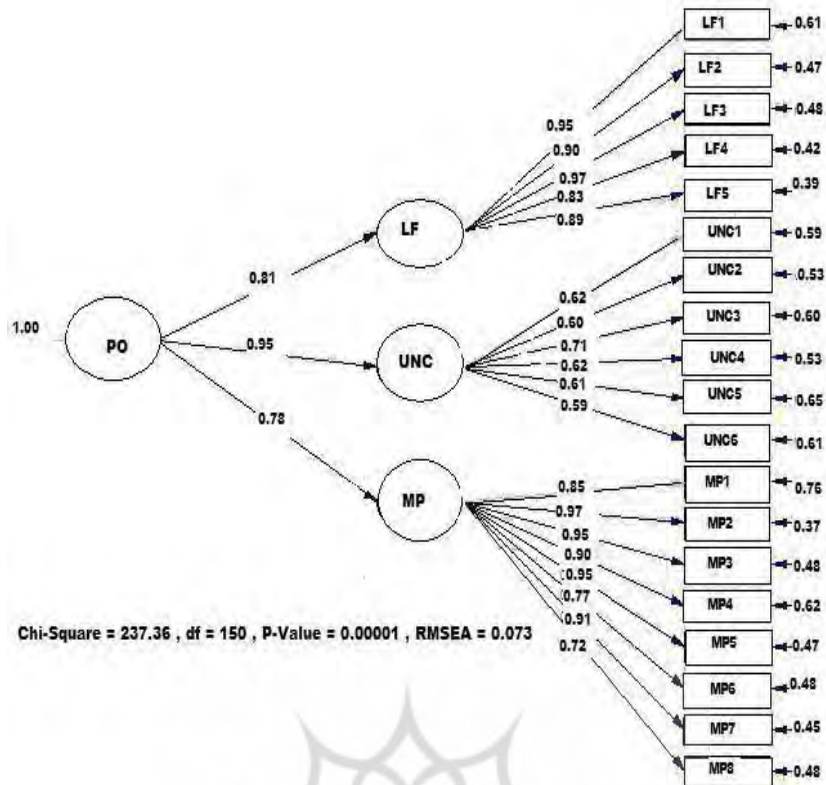 LF1
0.61
LF2
0.47
LF3
0.48
LF4
0.42
LF5
0.39
0.95
0.90
0.97
0.83
0.89
LF
UNC1
0.59
UNC2
0.53
UNC3
0.60
UNC4
0.53
UNC5
0.65
UNC6
0.61
0.62
0.60
0.71
0.62
0.61
0.59
UNC
0.81
0.95
0.78
1.00
PO
MP
MP1
0.76
MP2
0.37
MP3
0.48
MP4
0.62
MP5
0.47
MP6
0.48
MP7
0.45
MP8
0.48
0.85
0.97
0.95
0.90
0.95
0.77
0.91
0.72
Chi-Square = 237.36 , df = 150 , P-Value = 0.00001 , RMSEA = 0.073